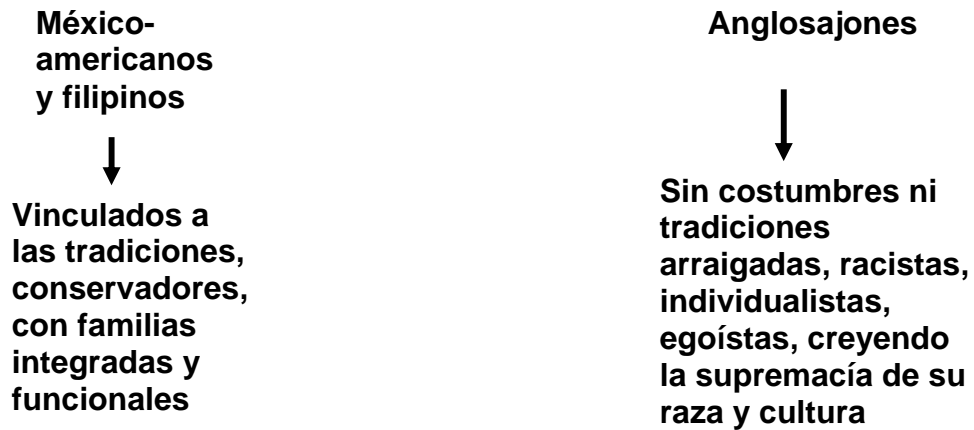 México-
americanos
y filipinos
Vinculados a
las tradiciones,
conservadores,
con familias
integradas y
funcionales
Anglosajones
Sin costumbres ni
tradiciones
arraigadas, racistas,
individualistas,
egoístas, creyendo
la supremacía de su
raza y cultura